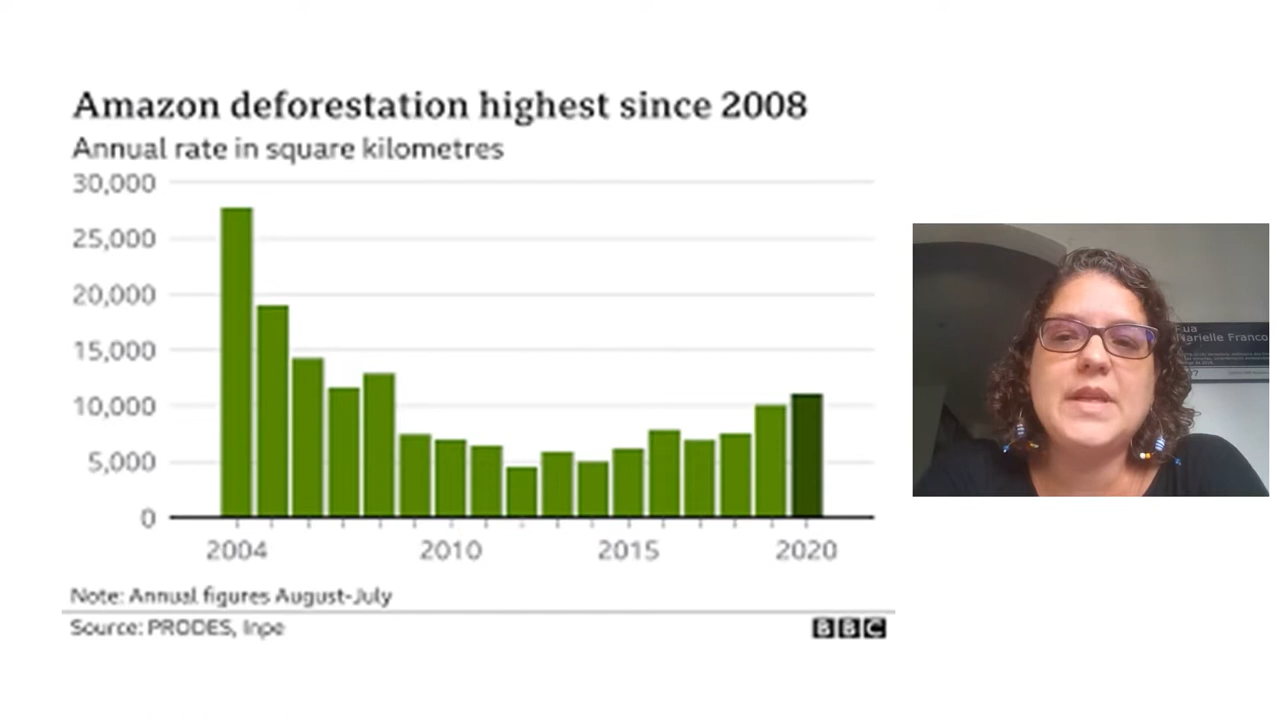 Amazon deforestation highest since 2008
Annual rate in square kilometres
30,000
25,000
20,000
15,000
10,000
5,000
0
2004 2010 2015 2020
Note: Annual figures August-July
Source: PRODES, Inpe
BBC
Marielle Franco